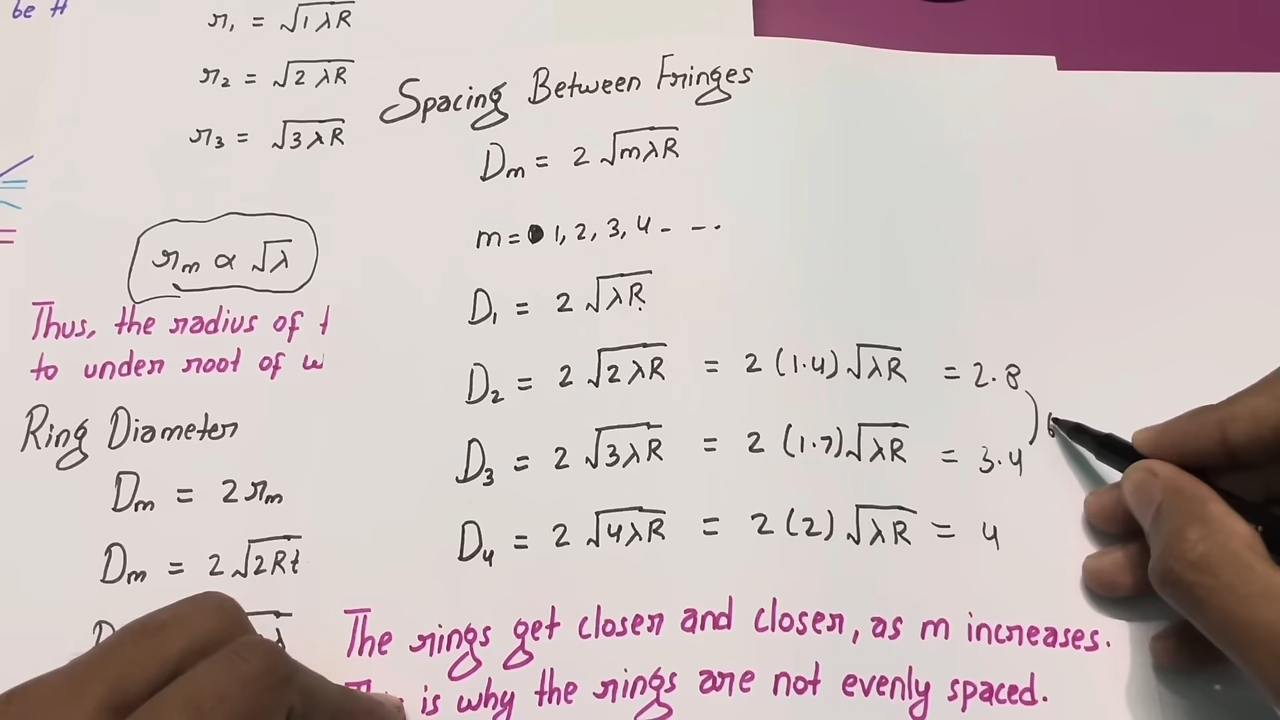 be
r₁ = √1λR
r₂ = √2λR
r₃ = √3λR
rₘ ∝ √λ
Thus, the radius of
to under root of
Ring Diameter
Dₘ = 2rₘ
Dₘ = 2√2Rt
Spacing Between Fringes
Dₘ = 2√mλR
m = 1, 2, 3, 4 - - -.
D₁ = 2√λR
D₂ = 2√2λR = 2(1.4)√λR = 2.8
D₃ = 2√3λR = 2(1.7)√λR = 3.4
D₄ = 2√4λR = 2(2)√λR = 4
The rings get closer and closer, as m increases.
is why the rings are not evenly spaced.